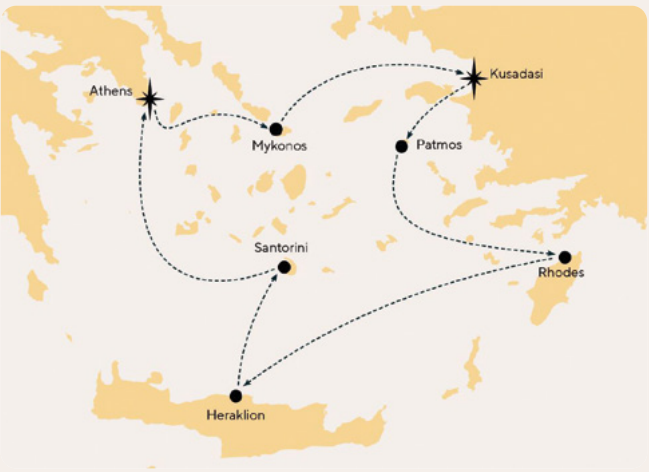 Kusadasi
Athens
Mykonos
Patmos
Santorini
Rhodes
Heraklion